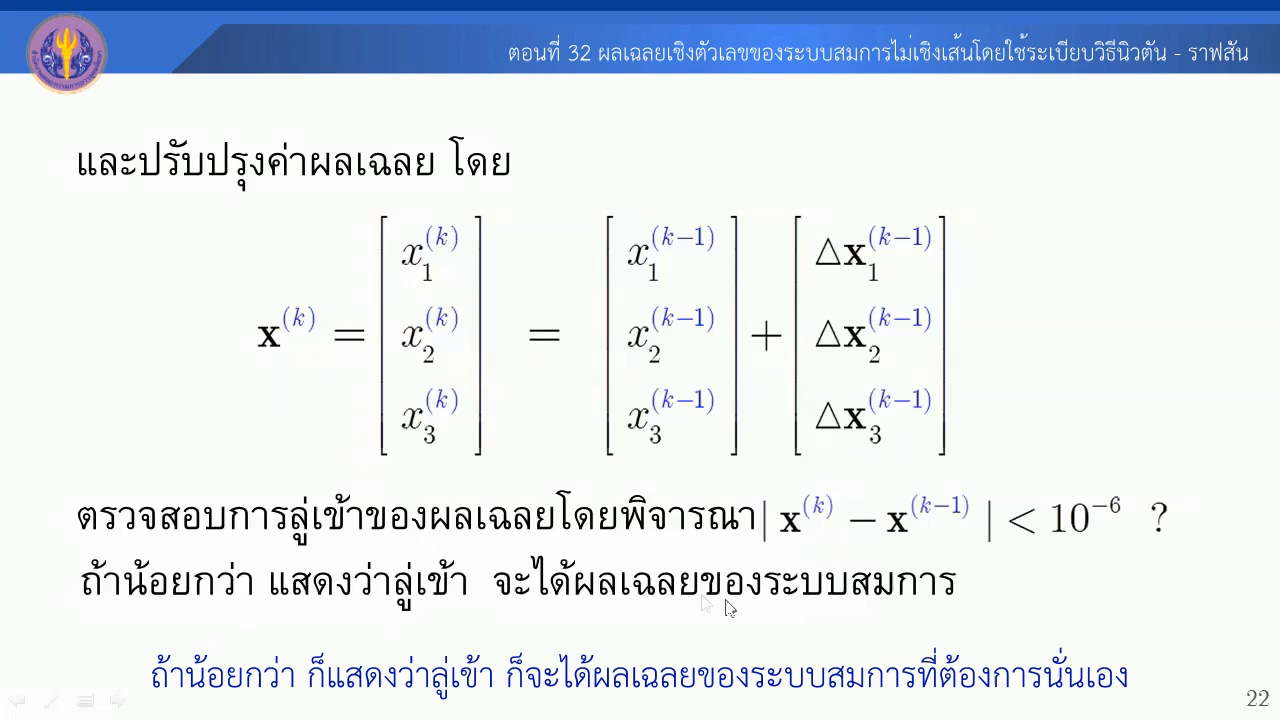 ตอนที่ 32 ผลเฉลยเชิงตัวเลขของระบบสมการไม่เชิงเส้นโดยใช้ระเบียบวิธีนิวตัน - ราฟสัน
และปรับปรุงค่าผลเฉลย โดย
x^(k) = [x₁^(k) x₂^(k) x₃^(k)] = [x₁^(k−1) x₂^(k−1) x₃^(k−1)] + [△x₁^(k−1) △x₂^(k−1) △x₃^(k−1)]
ตรวจสอบการลู่เข้าของผลเฉลยโดยพิจารณา | x^(k) − x^(k−1) | < 10^−6 ?
ถ้าน้อยกว่า แสดงว่าลู่เข้า จะได้ผลเฉลยของระบบสมการ
ถ้าน้อยกว่า ก็แสดงว่าลู่เข้า ก็จะได้ผลเฉลยของระบบสมการที่ต้องการนั่นเอง
22